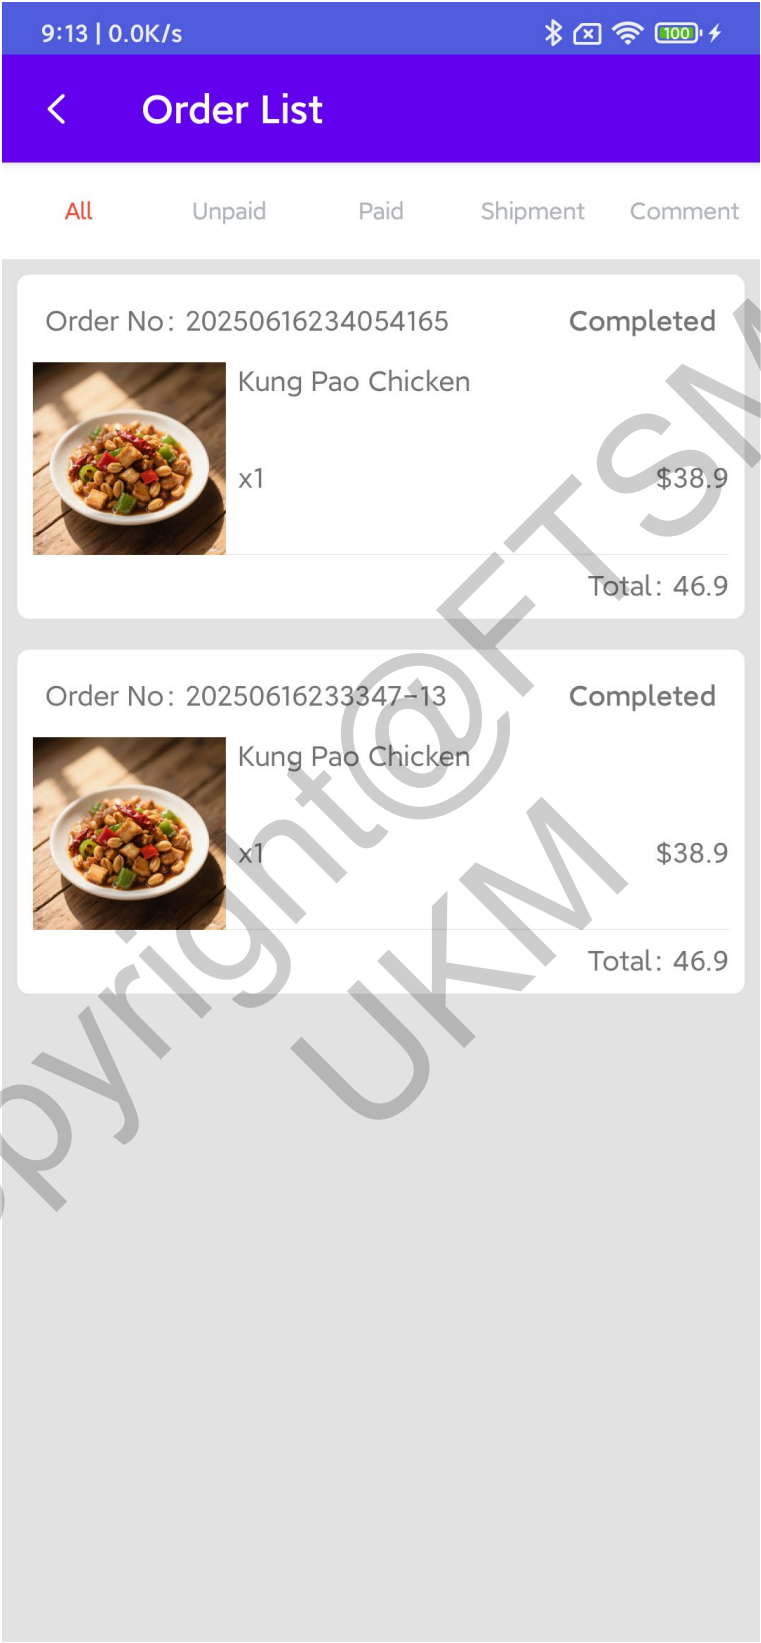 9:13 | 0.0K/s
100
Order List
All Unpaid Paid Shipment Comment
Order No: 20250616234054165 Completed
Kung Pao Chicken
x1 $38.9
Total: 46.9
Order No: 20250616233347-13 Completed
Kung Pao Chicken
x1 $38.9
Total: 46.9
pyright@FTSM
UKM